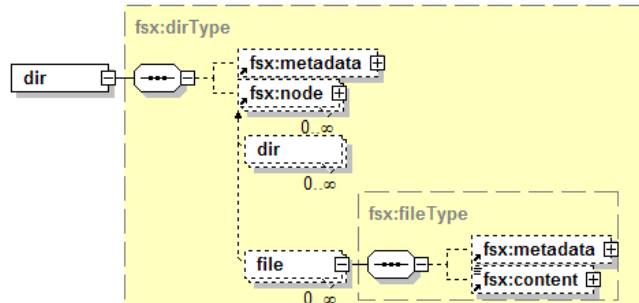 fsx:dirType
fsx:metadata
dir
fsx:node
0..∞
dir
0..∞
fsx:fileType
fsx:metadata
file
fsx:content
0..∞